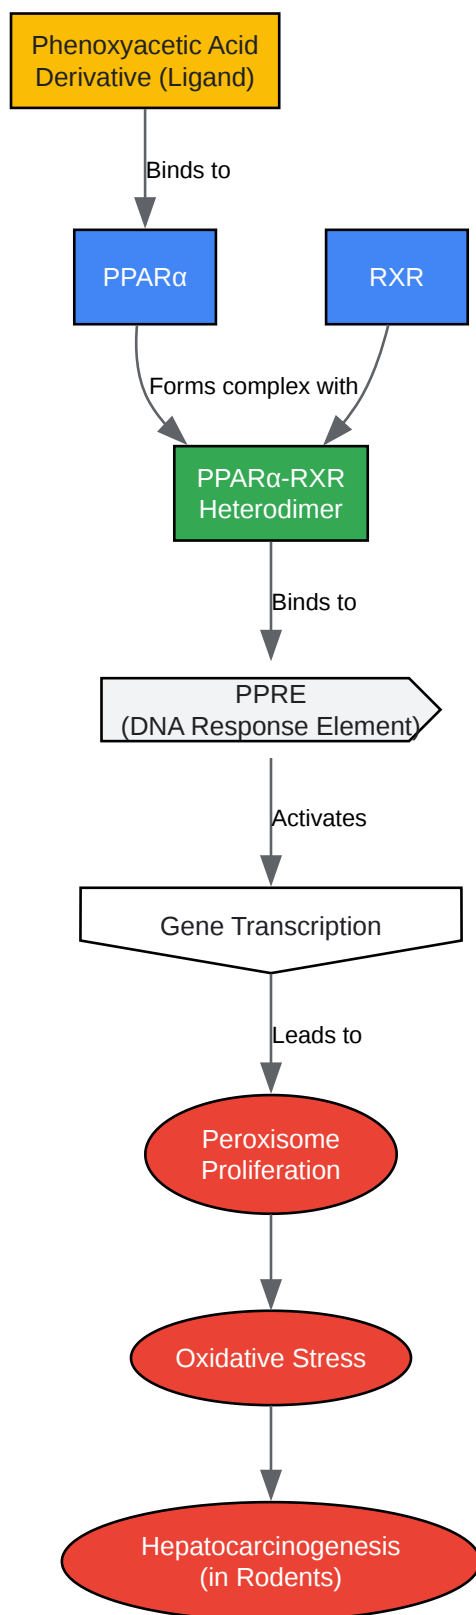 Phenoxyacetic Acid
Derivative (Ligand)
Binds to
PPARα
RXR
Forms complex with
PPARα-RXR
Heterodimer
Binds to
PPRE
(DNA Response Element)
Activates
Gene Transcription
Leads to
Peroxisome
Proliferation
Oxidative Stress
Hepatocarcinogenesis
(in Rodents)